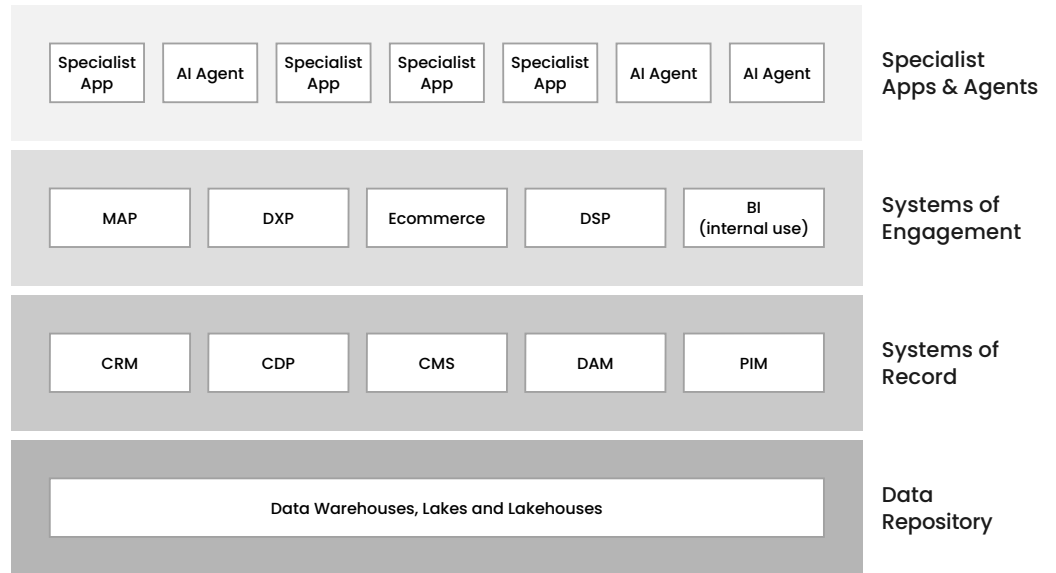 Specialist
App
AI Agent
Specialist
App
Specialist
App
Specialist
App
AI Agent
AI Agent
Specialist
Apps & Agents
MAP
DXP
Ecommerce
DSP
BI
(internal use)
Systems of
Engagement
CRM
CDP
CMS
DAM
PIM
Systems of
Record
Data Warehouses, Lakes and Lakehouses
Data
Repository